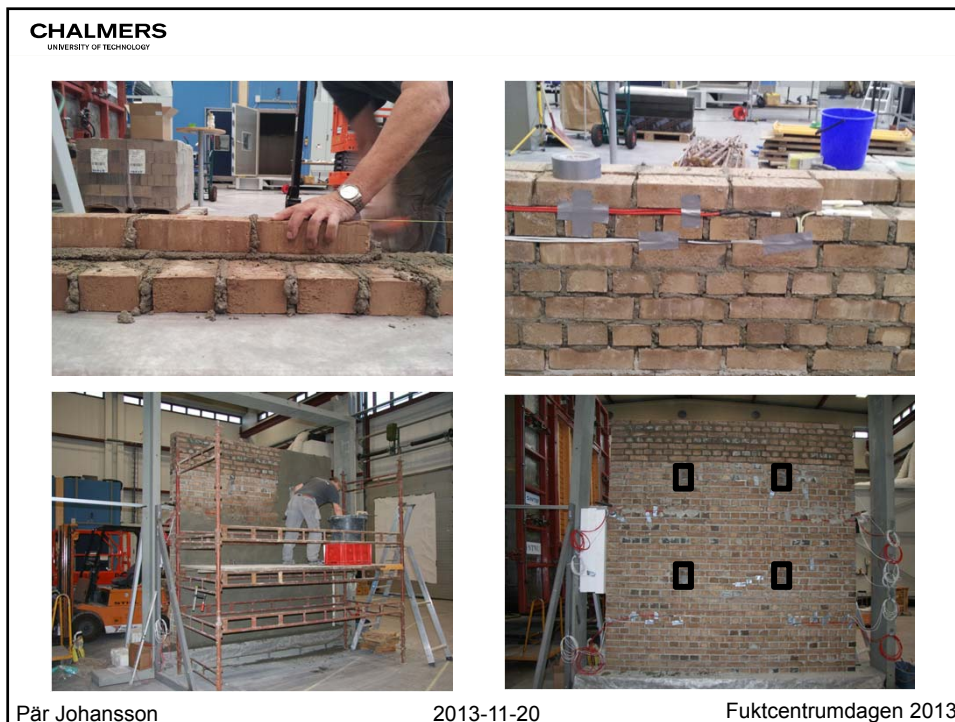 CHALMERS
UNIVERSITY OF TECHNOLOGY
Pär Johansson
2013-11-20
Fuktcentrumdagen 2013